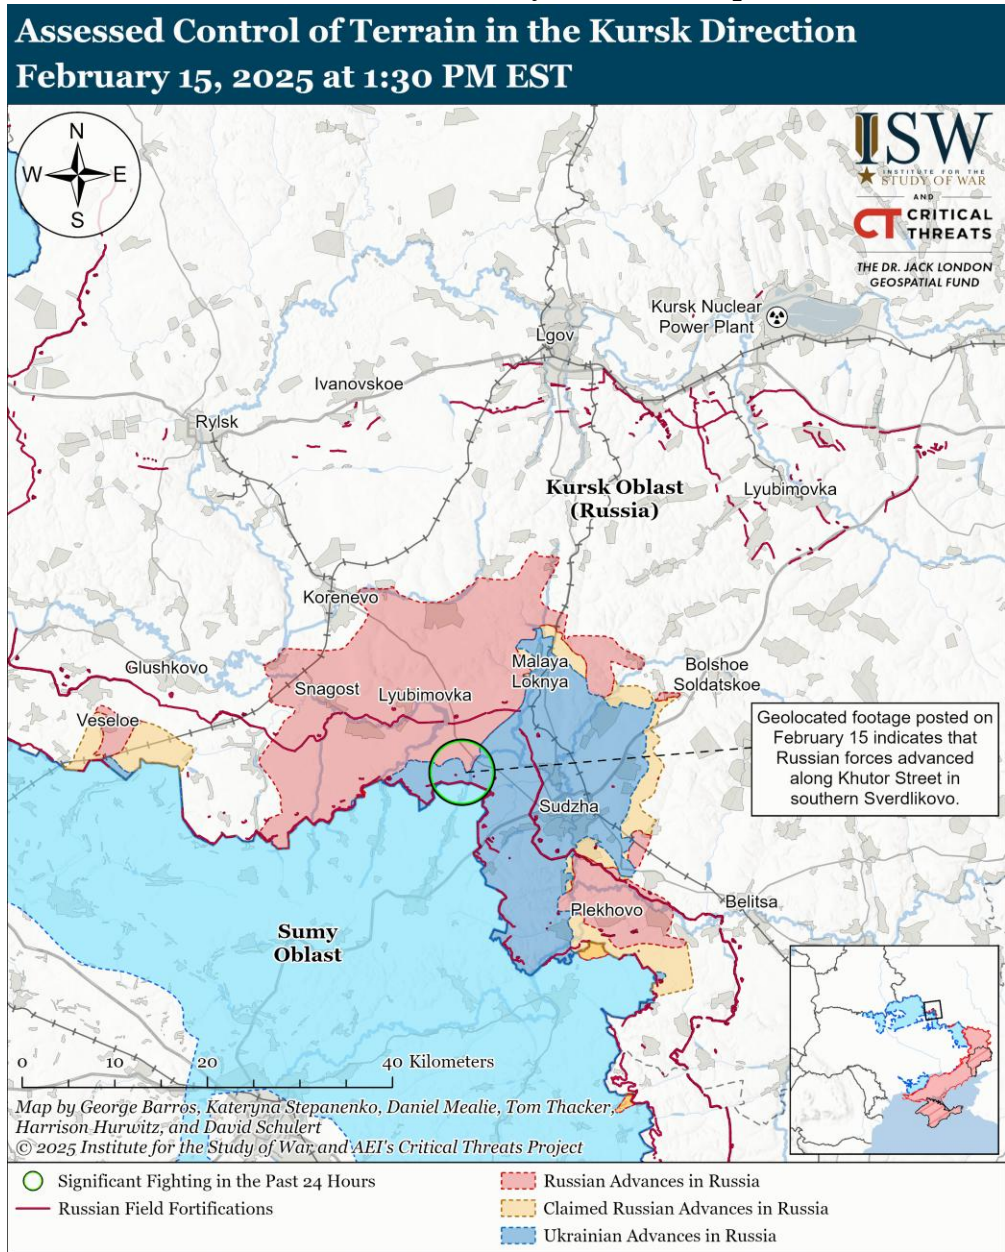 Assessed Control of Terrain in the Kursk Direction
February 15, 2025 at 1:30 PM EST
N
W
E
S
ISW
INSTITUTE FOR THE
STUDY OF WAR
AND
CT CRITICAL
THREATS
THE DR. JACK LONDON
GEOSPATIAL FUND
Kursk Nuclear
Power Plant
Lgov
Ivanovskoe
Rylsk
Kursk Oblast
(Russia)
Lyubimovka
Korenevo
Glushkovo
Malaya
Loknya
Bolshoe
Soldatskoe
Snagost
Lyubimovka
Veseloe
Geolocated footage posted on
February 15 indicates that
Russian forces advanced
along Khutor Street in
southern Sverdlikovo.
Sudzha
Plekhovo
Belitsa
Sumy
Oblast
0
10
20
40 Kilometers
Map by George Barros, Kateryna Stepanenko, Daniel Mealie, Tom Thacker,
Harrison Hurwitz, and David Schulert
© 2025 Institute for the Study of War and AEI's Critical Threats Project
Significant Fighting in the Past 24 Hours
Russian Field Fortifications
Russian Advances in Russia
Claimed Russian Advances in Russia
Ukrainian Advances in Russia